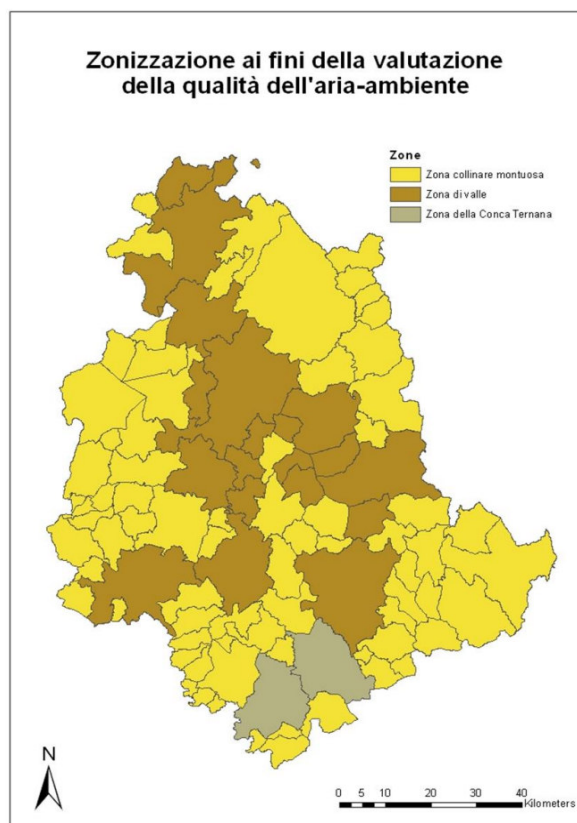 Zonizzazione ai fini della valutazione
della qualità dell'aria-ambiente
Zone
Zona collinare montuosa
Zona di valle
Zona della Conca Ternana
N
0 5 10 20 30 40
Kilometers